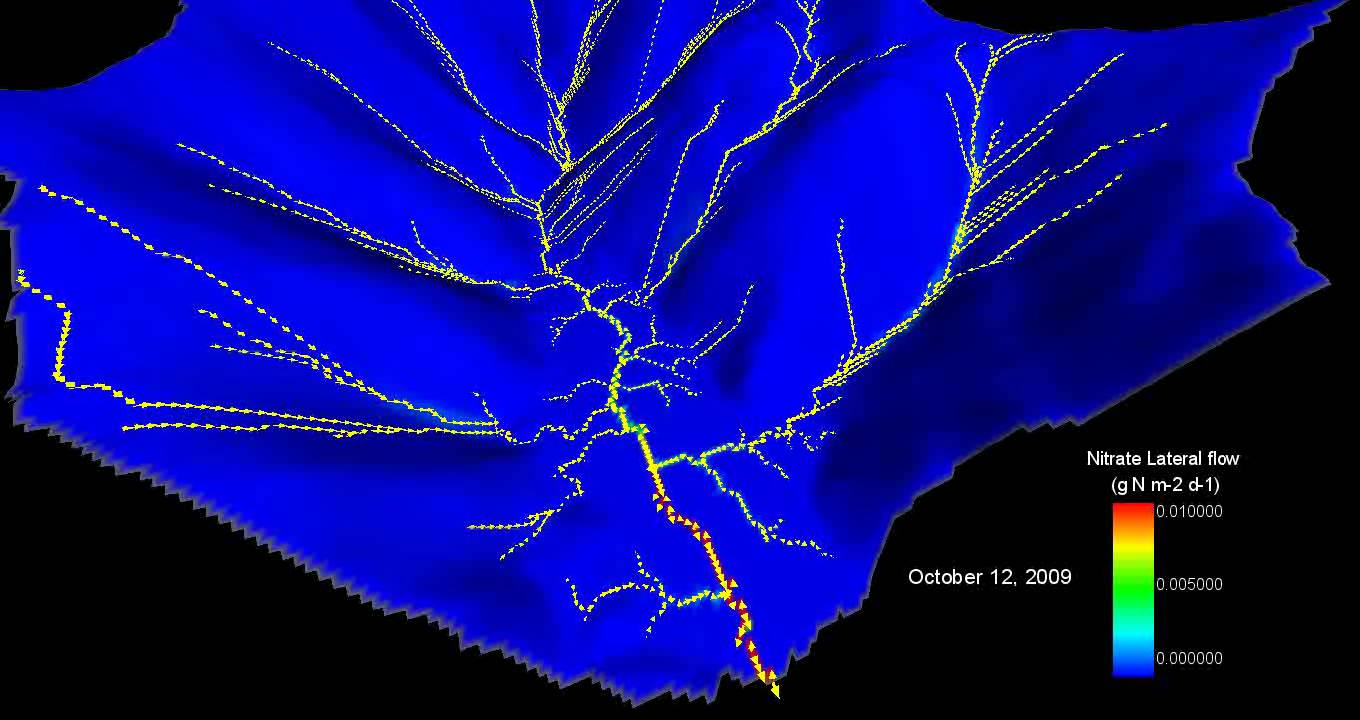 Nitrate Lateral flow
(g N m-2 d-1)
0.010000
0.005000
0.000000
October 12, 2009